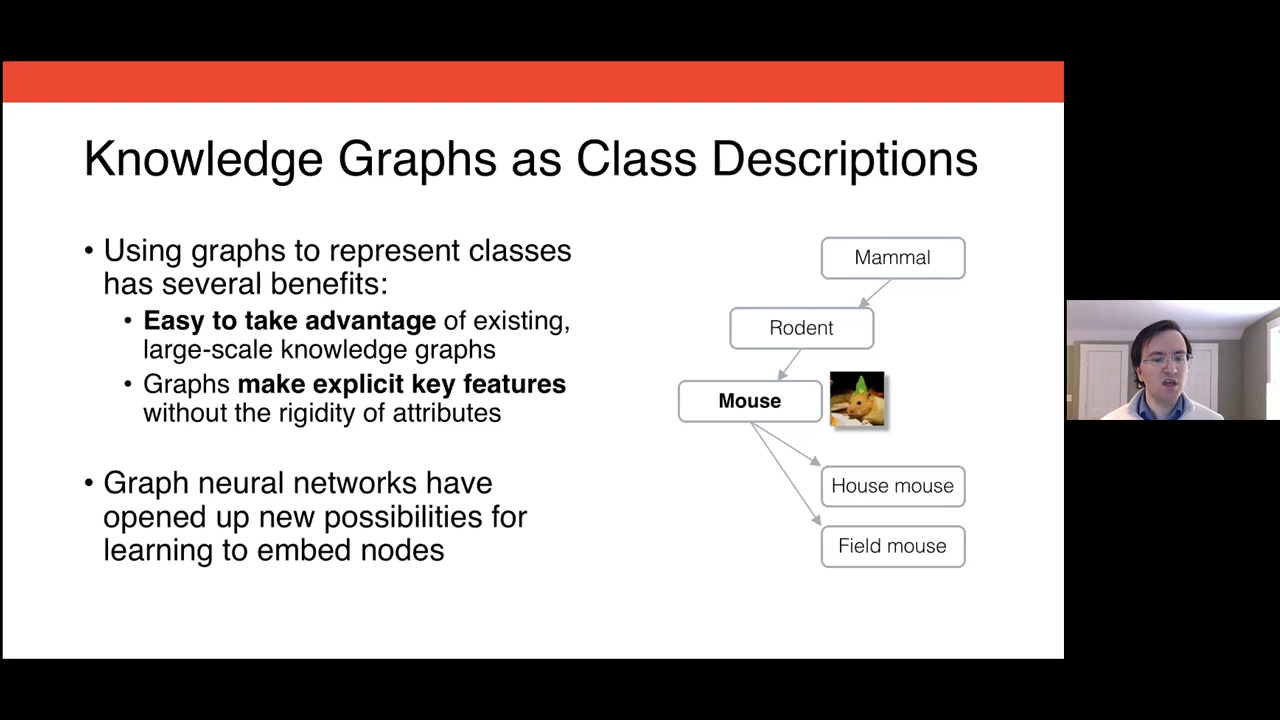 Knowledge Graphs as Class Descriptions
• Using graphs to represent classes
has several benefits:
• Easy to take advantage of existing,
large-scale knowledge graphs
• Graphs make explicit key features
without the rigidity of attributes
• Graph neural networks have
opened up new possibilities for
learning to embed nodes
Mammal
Rodent
Mouse
House mouse
Field mouse